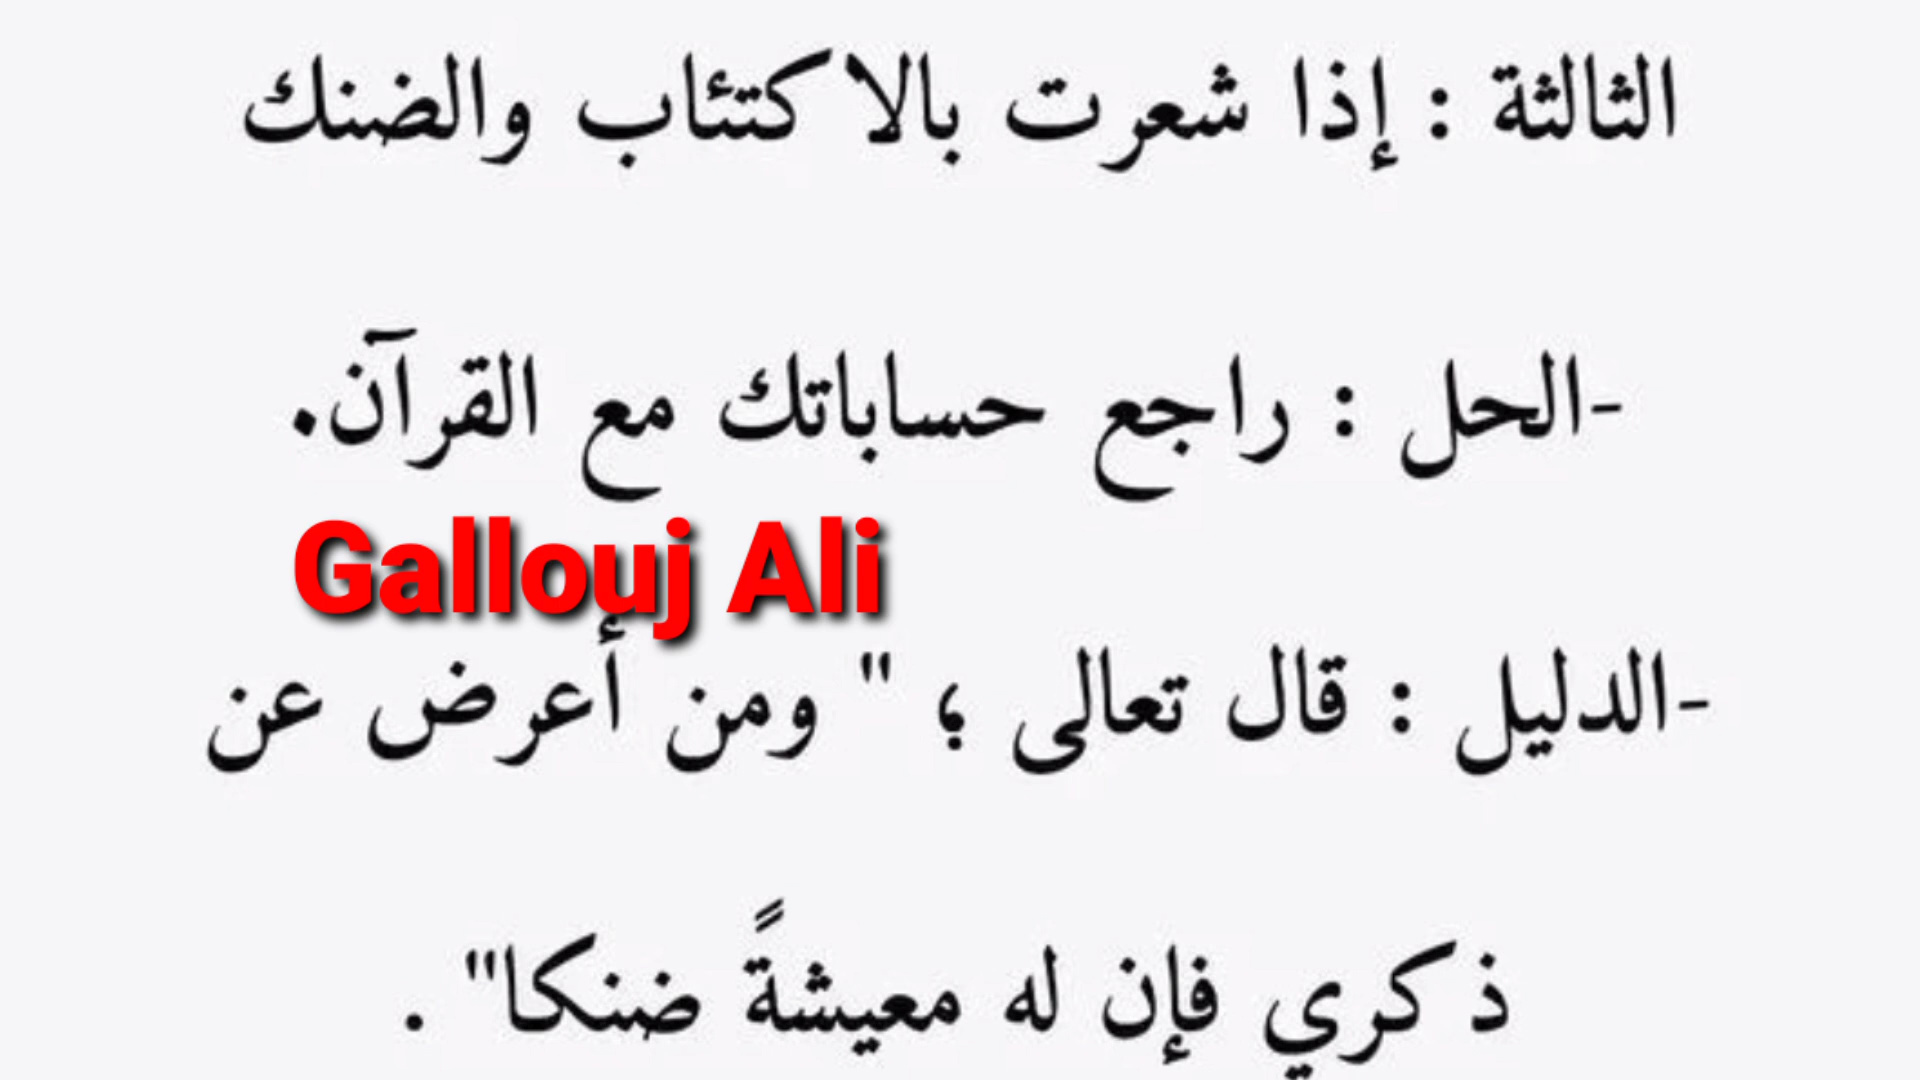 الثالثة : إذا شعرت بالاكتئاب والضنك
-الحل : راجع حساباتك مع القرآن.
Gallouj Ali
-الدليل : قال تعالى ؛ " ومن أعرض عن
ذكري فإن له معيشةً ضنكا" .